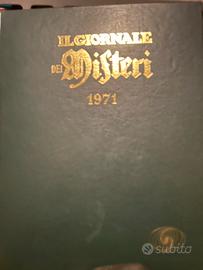 IL GIORNALE
DEI Misteri
1971
subito